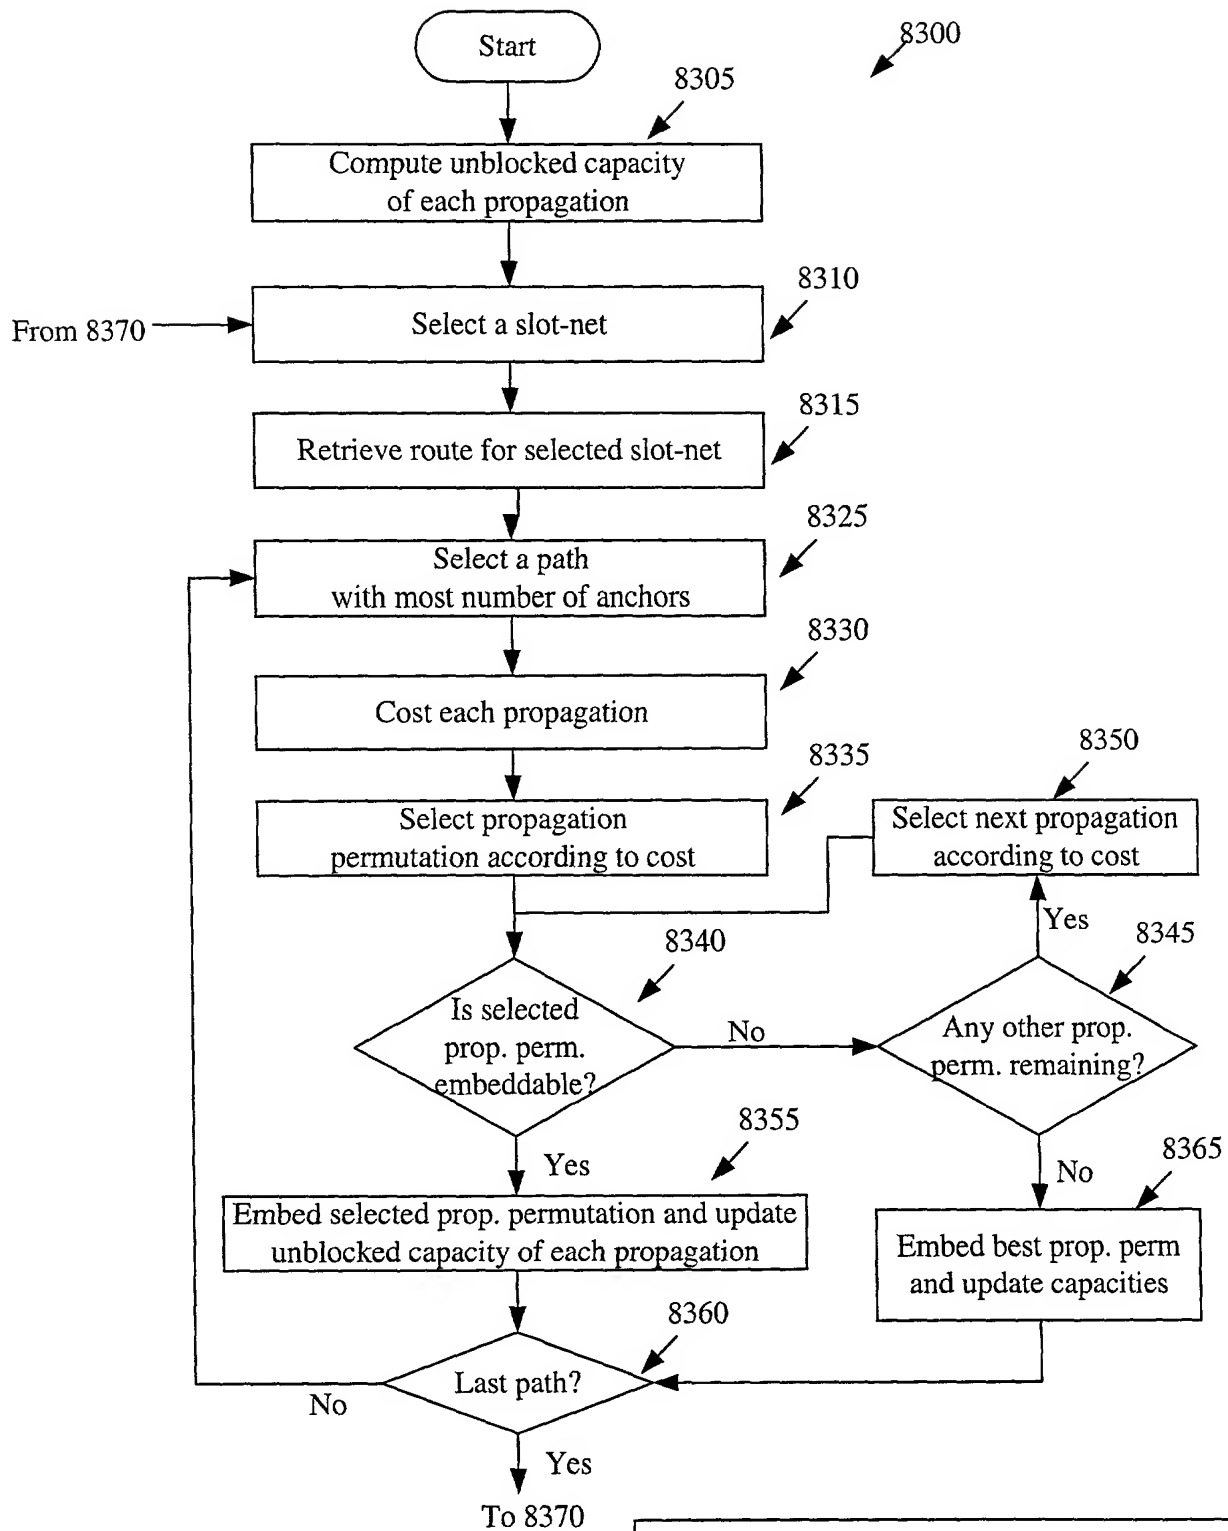 Start
8300
8305
Compute unblocked capacity
of each propagation
8310
From 8370
Select a slot-net
8315
Retrieve route for selected slot-net
8325
Select a path
with most number of anchors
8330
Cost each propagation
8335
Select propagation
permutation according to cost
8350
Select next propagation
according to cost
Yes
8340
8345
Is selected
prop. perm.
embeddable?
No
Any other prop.
perm. remaining?
8355
Yes
No
8365
Embed selected prop. permutation and update
unblocked capacity of each propagation
Embed best prop. perm
and update capacities
8360
Last path?
No
Yes
To 8370